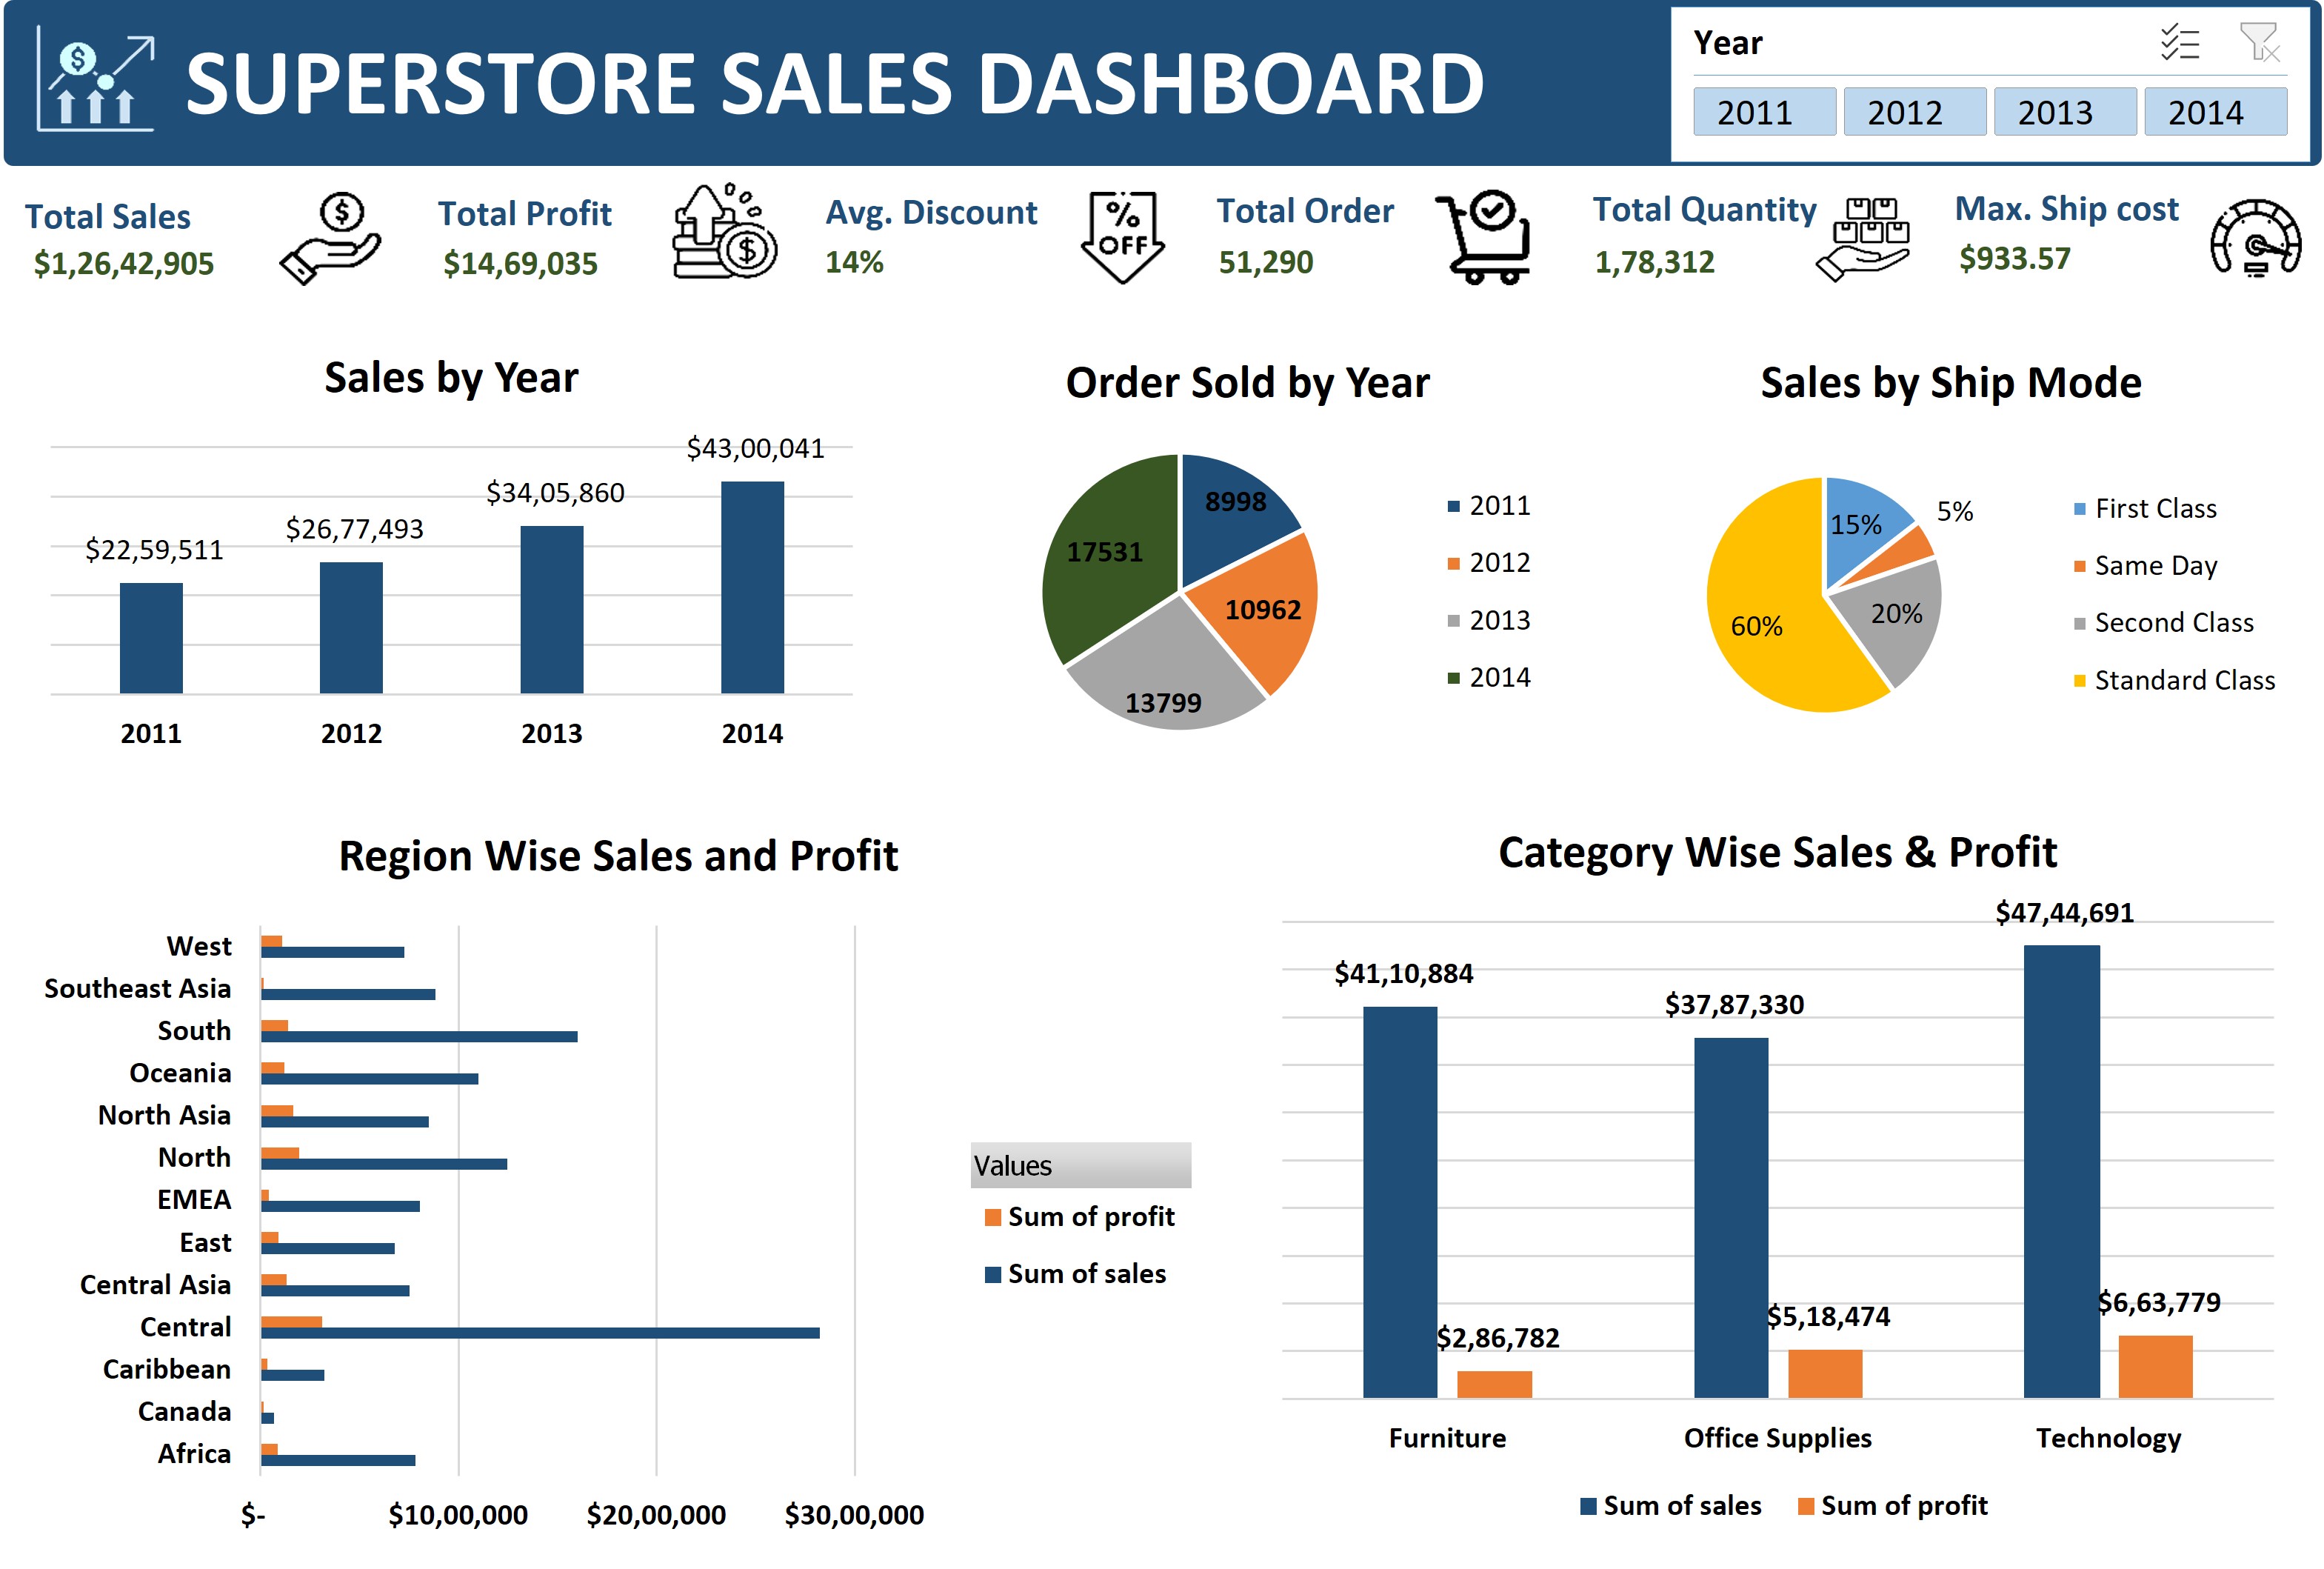 SUPERSTORE SALES DASHBOARD
Year
2011 2012 2013 2014
Total Sales
$1,26,42,905
Total Profit
$14,69,035
Avg. Discount
14%
% OFF
Total Order
51,290
Total Quantity
1,78,312
Max. Ship cost
$933.57
Sales by Year
$22,59,511
$26,77,493
$34,05,860
$43,00,041
2011 2012 2013 2014
Order Sold by Year
8998
10962
13799
17531
2011
2012
2013
2014
Sales by Ship Mode
15%
5%
20%
60%
First Class
Same Day
Second Class
Standard Class
Region Wise Sales and Profit
West
Southeast Asia
South
Oceania
North Asia
North
EMEA
East
Central Asia
Central
Caribbean
Canada
Africa
$- $10,00,000 $20,00,000 $30,00,000
Values
Sum of profit
Sum of sales
Category Wise Sales & Profit
$41,10,884
$2,86,782
$37,87,330
$5,18,474
$47,44,691
$6,63,779
Furniture Office Supplies Technology
Sum of sales Sum of profit